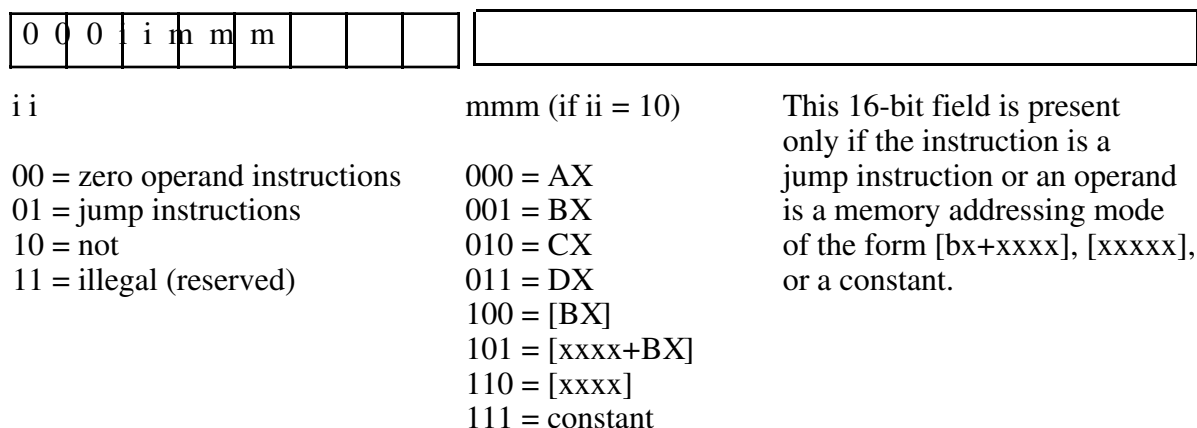 0 0 0 i i m m m
i i mmm (if ii = 10) This 16-bit field is present
only if the instruction is a
00 = zero operand instructions 000 = AX jump instruction or an operand
01 = jump instructions 001 = BX is a memory addressing mode
10 = not 010 = CX of the form [bx+xxxx], [xxxxx],
11 = illegal (reserved) 011 = DX or a constant.
100 = [BX]
101 = [xxxx+BX]
110 = [xxxx]
111 = constant